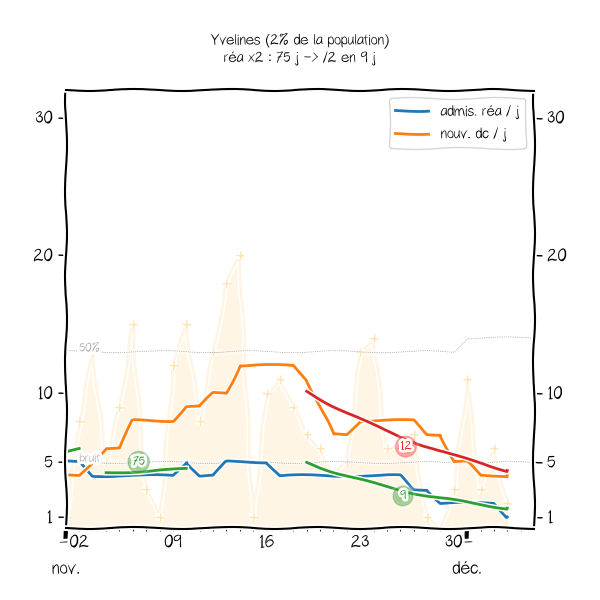 Yvelines (2% de la population)
réa x2 : 75 j -> /2 en 9 j
admis. réa / j
nouv. dc / j
30
30
20
20
50%
10
10
12
bruit
75
5
5
9
1
1
02
09
16
23
30
nov.
déc.